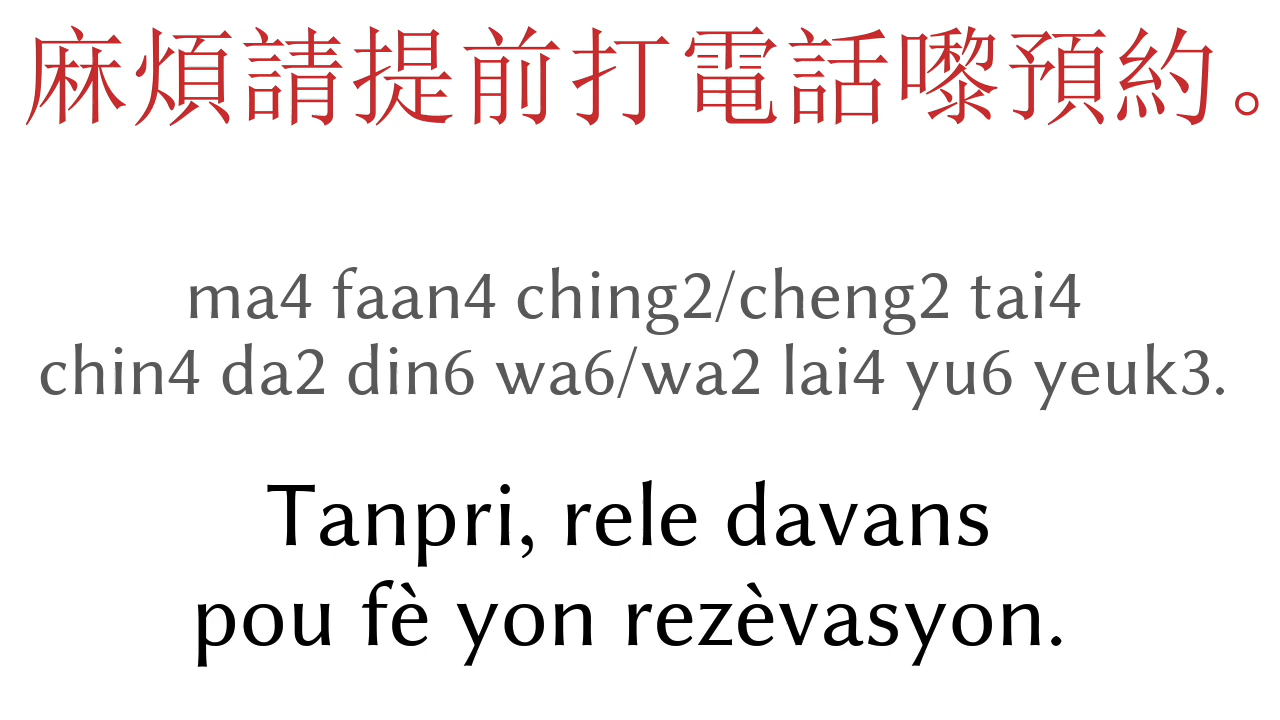 麻煩請提前打電話嚟預約。
ma4 faan4 ching2/cheng2 tai4
chin4 da2 din6 wa6/wa2 lai4 yu6 yeuk3.
Tanpri, rele davans
pou fè yon rezèvasyon.